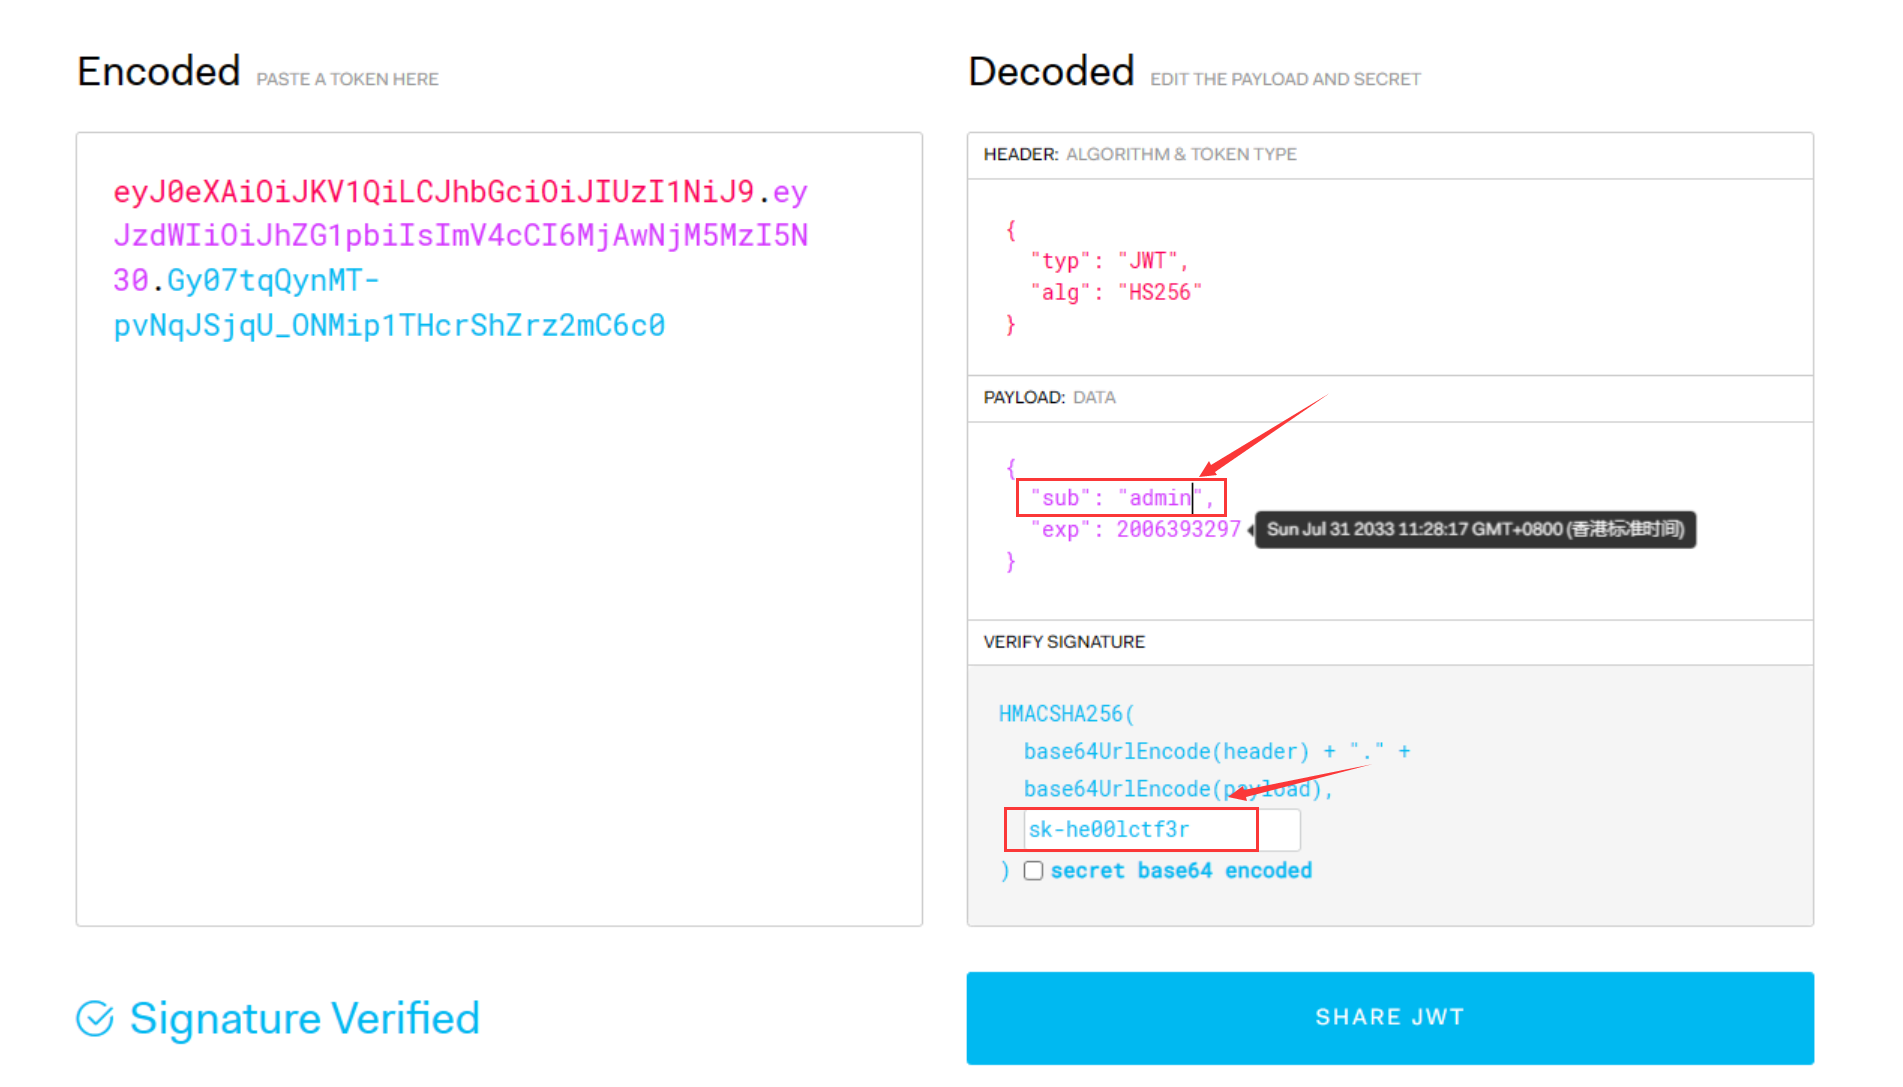 Encoded PASTE A TOKEN HERE
eyJ0eXAiOiJKV1QiLCJhbGciOiJIUzI1NiJ9.ey
JzdWIiOiJhZG1pbiIsImV4cCI6MjAwNjM5MzI5N
30.Gy07tqQynMT-
pvNqJSjqU_ONMip1THcrShZrz2mC6c0
Signature Verified
Decoded EDIT THE PAYLOAD AND SECRET
HEADER: ALGORITHM & TOKEN TYPE
{
"typ": "JWT",
"alg": "HS256"
}
PAYLOAD: DATA
{
"sub": "admin",
"exp": 2006393297 Sun Jul 31 2033 11:28:17 GMT+0800 (香港标准时间)
}
VERIFY SIGNATURE
HMACSHA256(
base64UrlEncode(header) + "." +
base64UrlEncode(payload),
sk-he00lctf3r
) secret base64 encoded
SHARE JWT